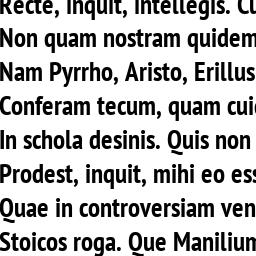 Recte, inquit, intellegis. Cu
Non quam nostram quidem
Nam Pyrrho, Aristo, Erillus
Conferam tecum, quam cui
In schola desinis. Quis non
Prodest, inquit, mihi eo ess
Quae in controversiam ven
Stoicos roga. Que Manilium